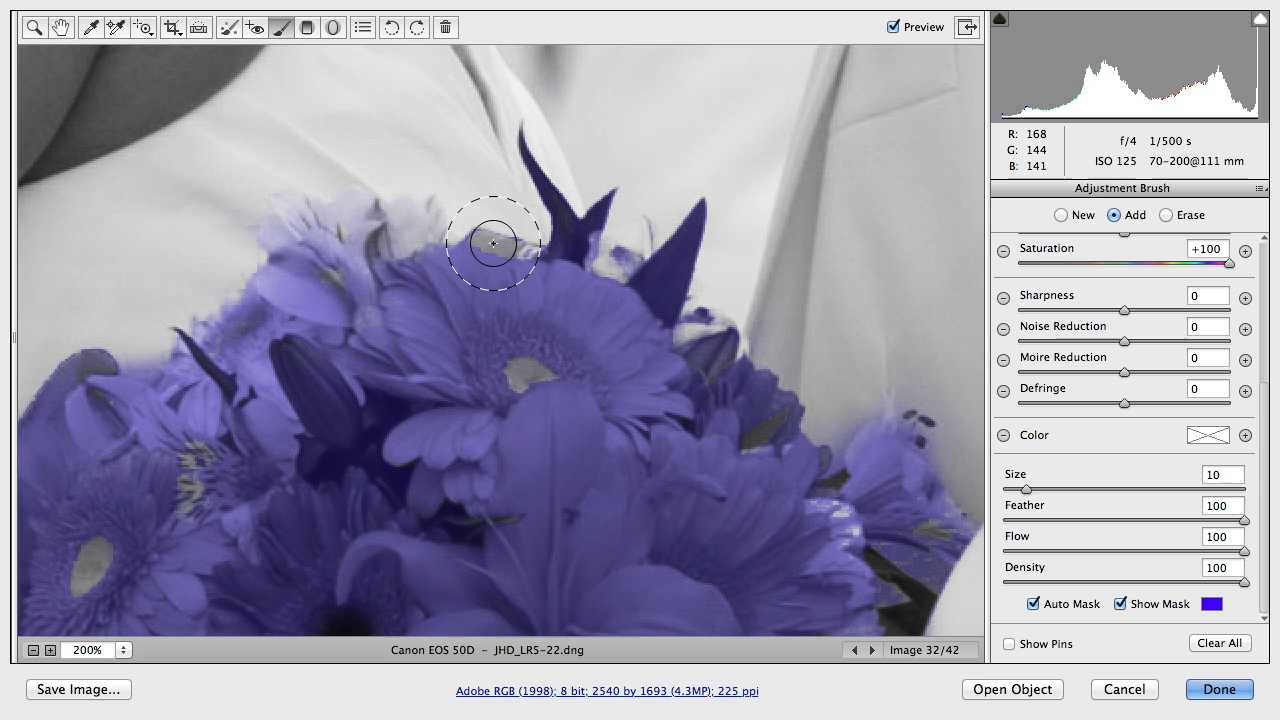 Preview
R: 168
G: 144
B: 141
f/4 1/500 s
ISO 125 70-200@111 mm
Adjustment Brush
New Add Erase
Saturation +100
Sharpness 0
Noise Reduction 0
Moire Reduction 0
Defringe 0
Color
Size 10
Feather 100
Flow 100
Density 100
Auto Mask Show Mask
Show Pins Clear All
200% Canon EOS 50D – JHD_LR5-22.dng Image 32/42
Save Image... Adobe RGB (1998); 8 bit; 2540 by 1693 (4.3MP); 225 ppi Open Object Cancel Done